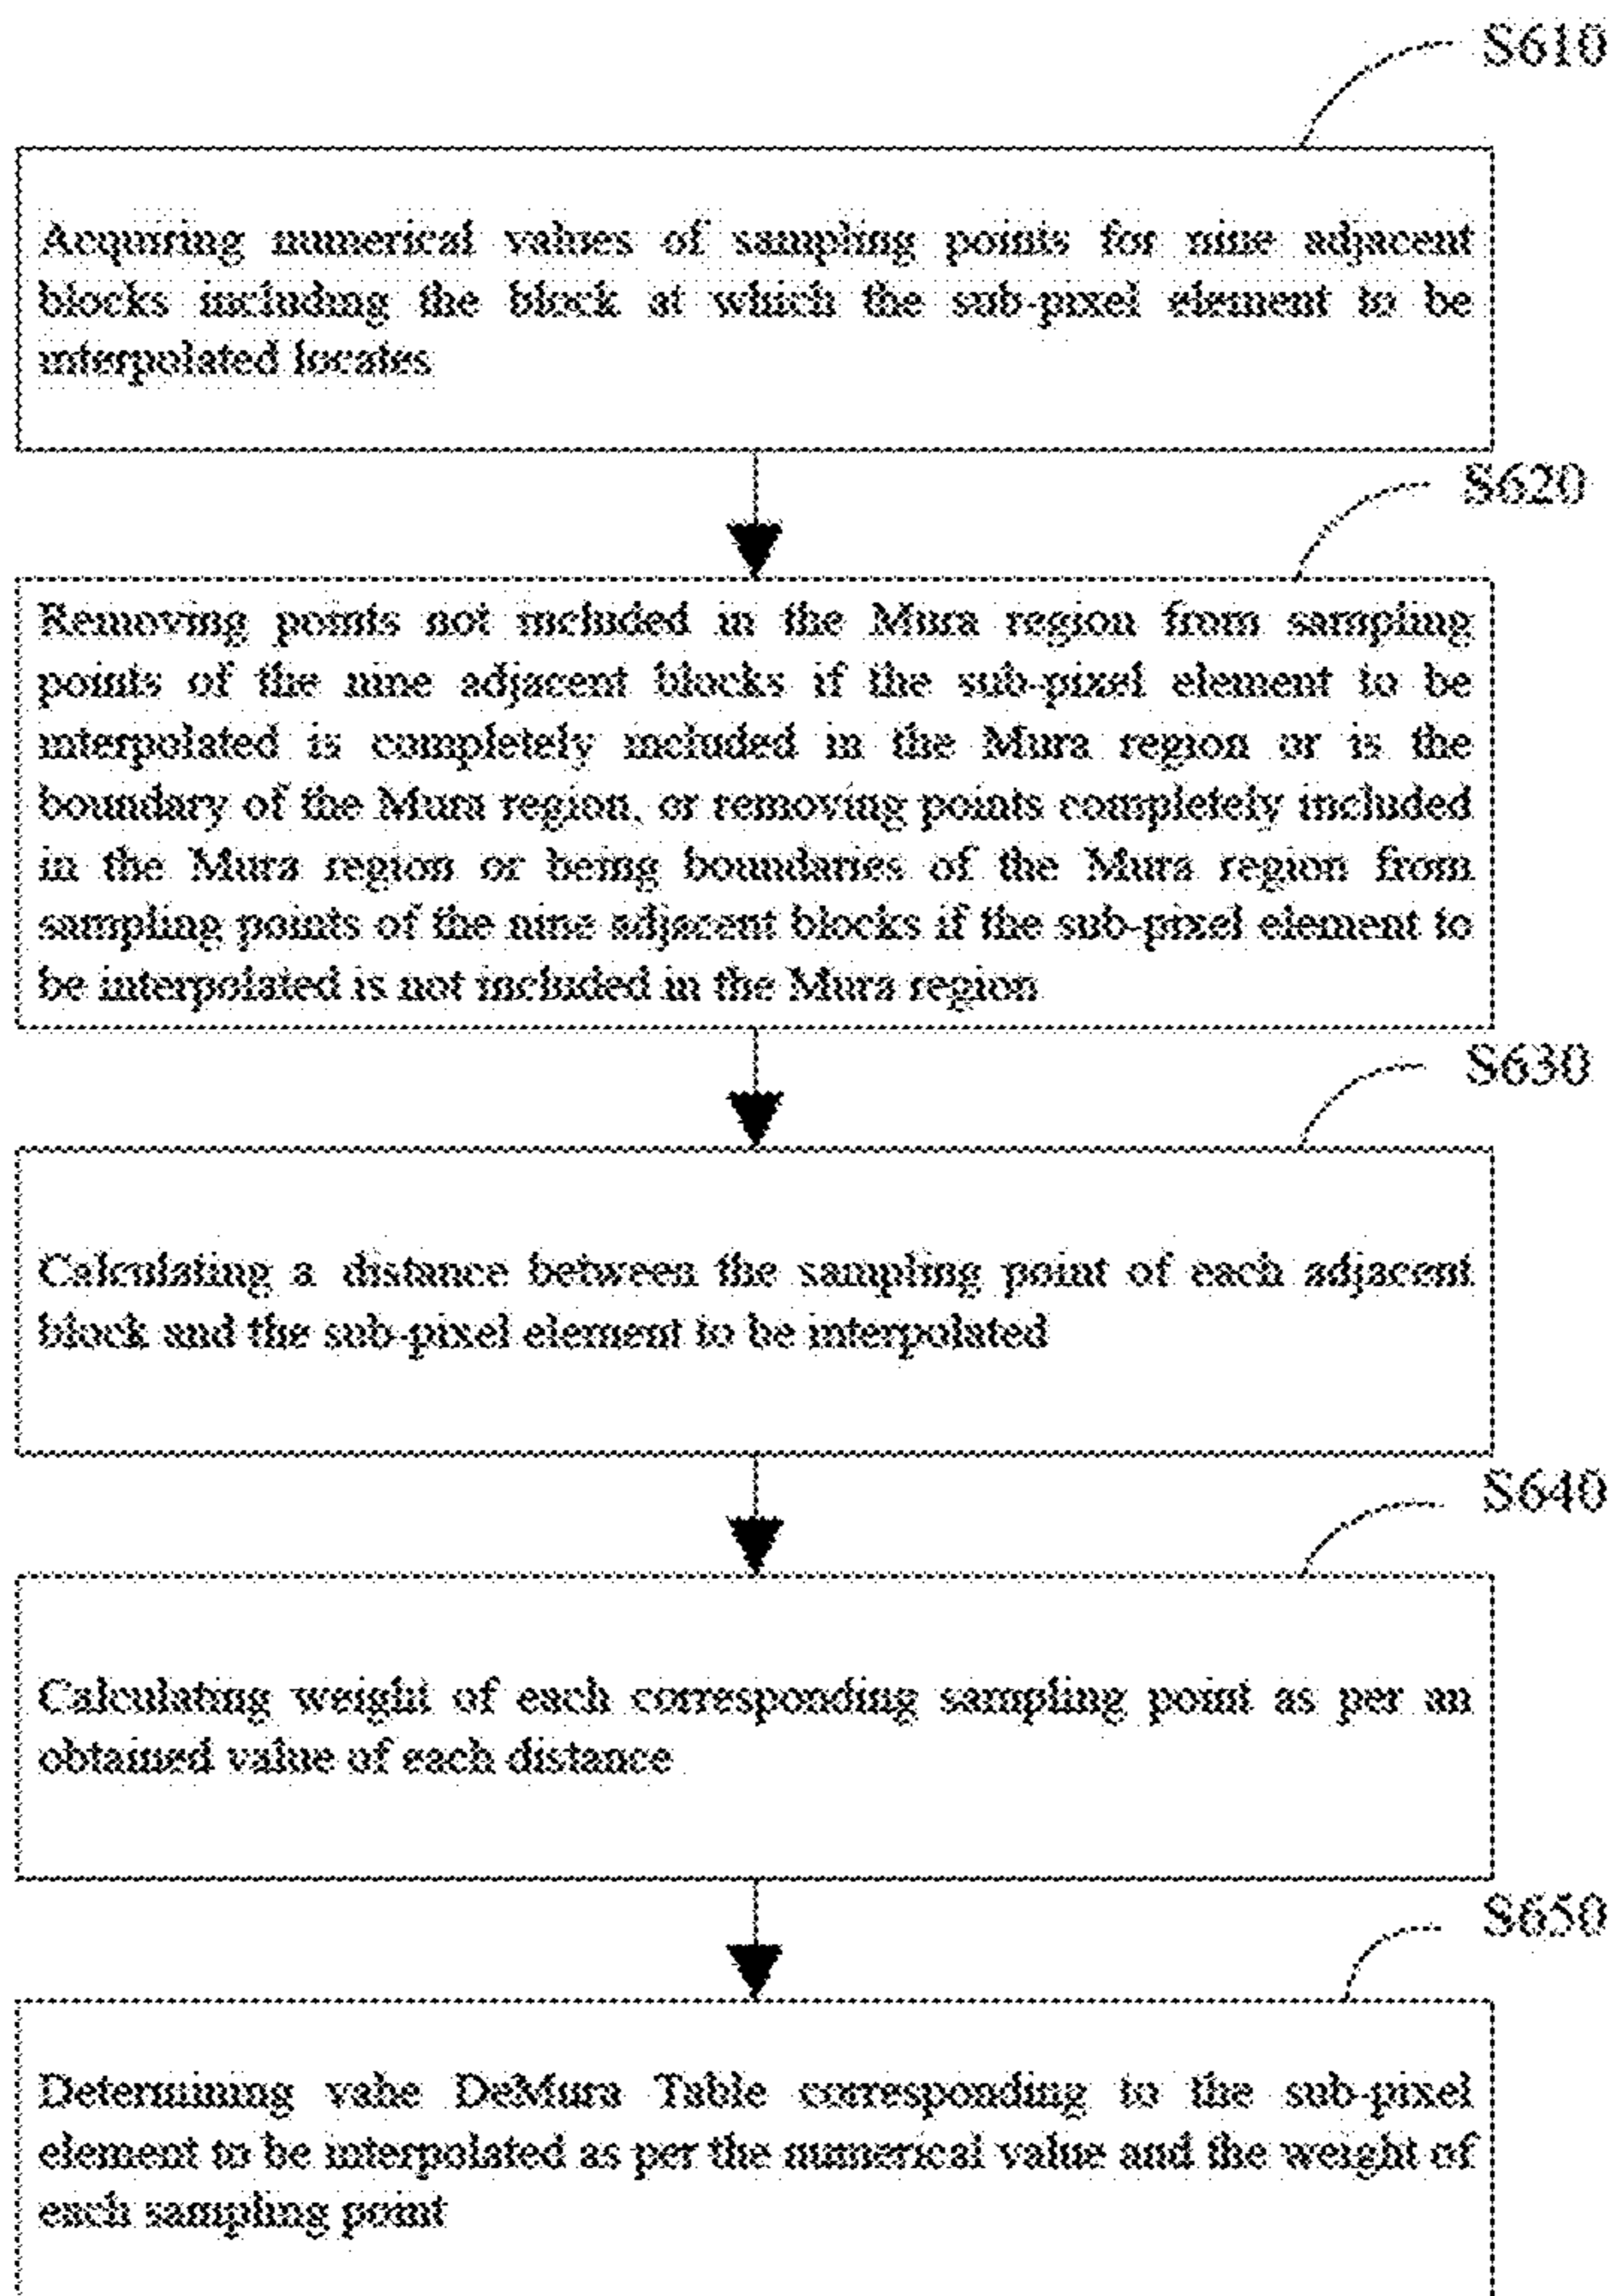 S610
Acquiring numerical values of sampling points for nine adjacent
blocks including the block at which the sub-pixel element to be
interpolated locates
S620
Removing points not included in the Mura region from sampling
points of the nine adjacent blocks if the sub-pixel element to be
interpolated is completely included in the Mura region or is the
boundary of the Mura region, or removing points completely included
in the Mura region or being boundaries of the Mura region from
sampling points of the nine adjacent blocks if the sub-pixel element to
be interpolated is not included in the Mura region
S630
Calculating a distance between the sampling point of each adjacent
block and the sub-pixel element to be interpolated
S640
Calculating weight of each corresponding sampling point as per an
obtained value of each distance
S650
Determining vahe DeMura Table corresponding to the sub-pixel
element to be interpolated as per the numerical value and the weight of
each sampling point